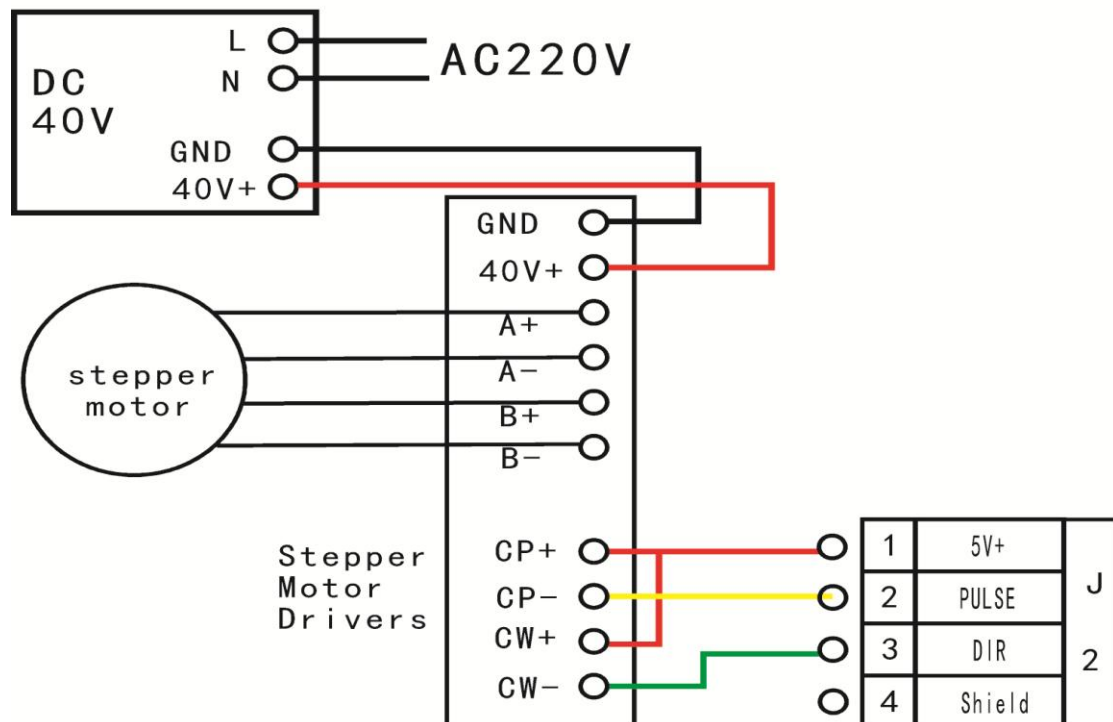 L
AC220V
N
DC
40V
GND
40V+
GND
40V+
A+
A-
B+
B-
stepper
motor
Stepper
Motor
Drivers
CP+
CP-
CW+
CW-
1 5V+
2 PULSE
3 DIR
4 Shield
J
2